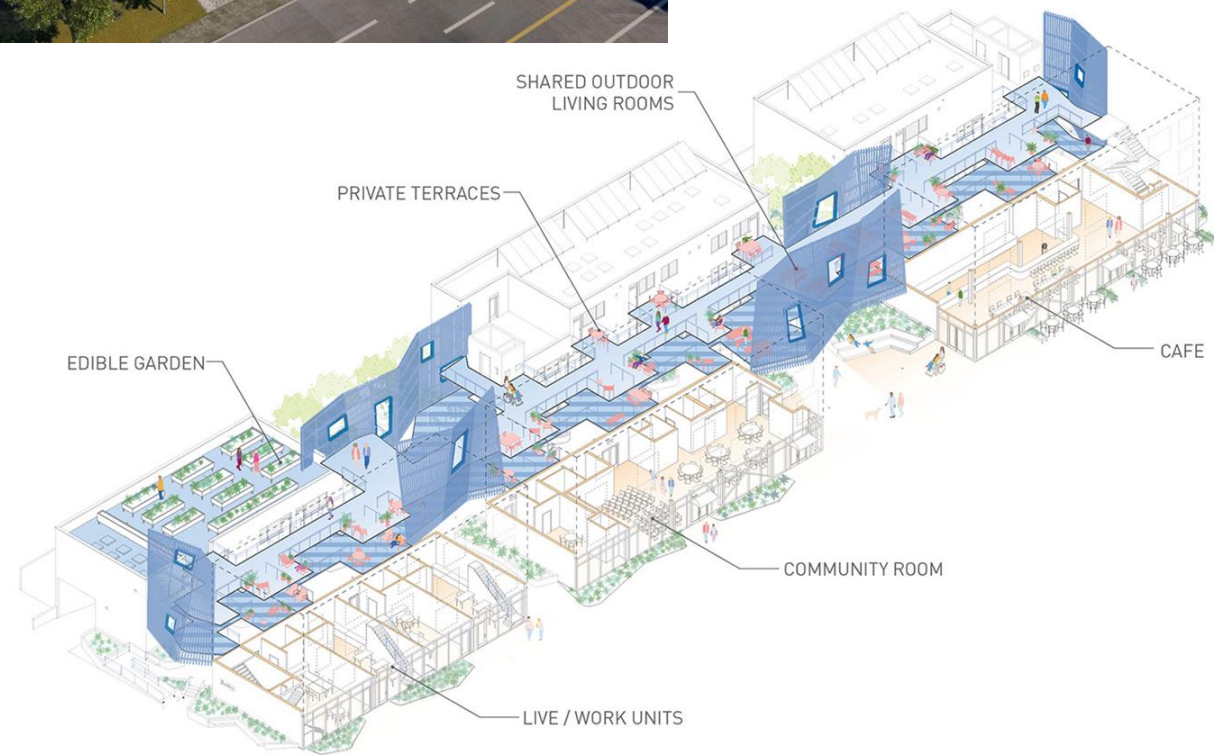 SHARED OUTDOOR
LIVING ROOMS
PRIVATE TERRACES
EDIBLE GARDEN
CAFE
COMMUNITY ROOM
LIVE / WORK UNITS